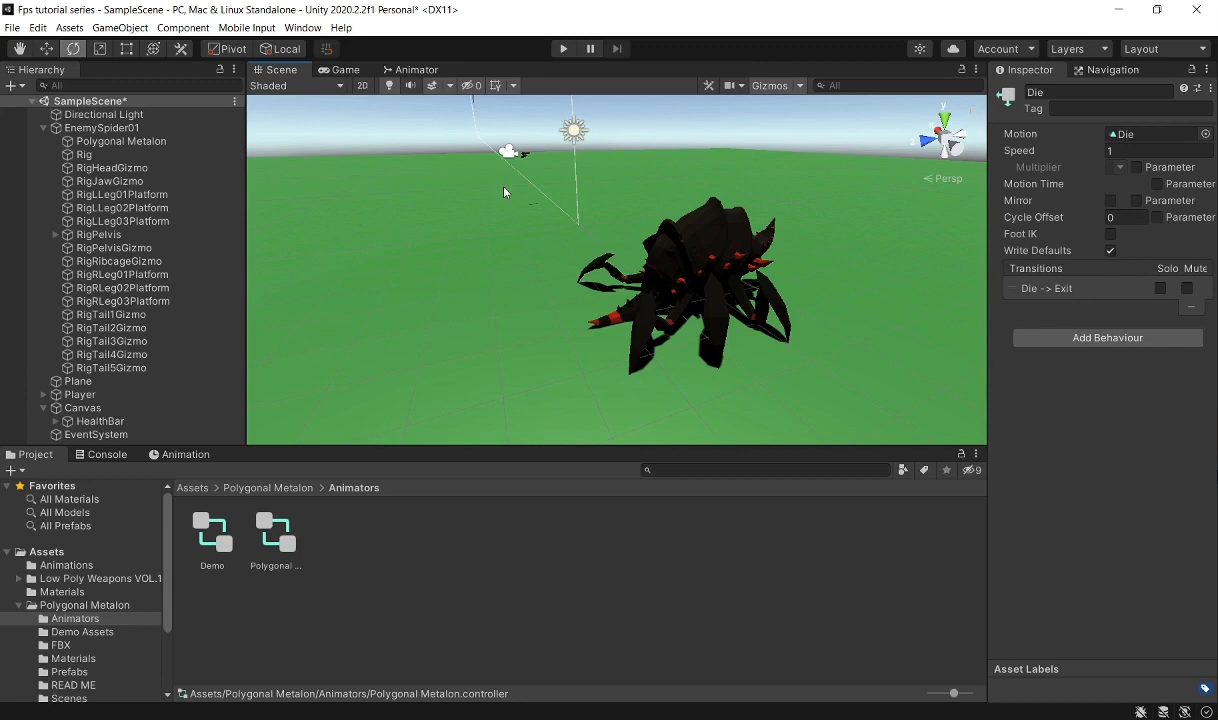 Fps tutorial series - SampleScene - PC, Mac & Linux Standalone - Unity 2020.2.2f1 Personal* <DX11>
File Edit Assets GameObject Component Mobile Input Window Help
Pivot Local Account Layers Layout
Hierarchy
All
SampleScene*
Directional Light
EnemySpider01
Polygonal Metalon
Rig
RigHeadGizmo
RigJawGizmo
RigLLeg01Platform
RigLLeg02Platform
RigLLeg03Platform
RigPelvis
RigPelvisGizmo
RigRibcageGizmo
RigRLeg01Platform
RigRLeg02Platform
RigRLeg03Platform
RigTail1Gizmo
RigTail2Gizmo
RigTail3Gizmo
RigTail4Gizmo
RigTail5Gizmo
Plane
Player
Canvas
HealthBar
EventSystem
Scene Game Animator
Shaded 2D 0 Gizmos All
y
z
Persp
Inspector Navigation
Die
Tag
Motion Die
Speed 1
Multiplier Parameter
Motion Time Parameter
Mirror Parameter
Cycle Offset 0 Parameter
Foot IK
Write Defaults
Transitions Solo Mute
Die -> Exit
Add Behaviour
Asset Labels
Project Console Animation
9
Favorites
All Materials
All Models
All Prefabs
Assets
Animations
Low Poly Weapons VOL.1
Materials
Polygonal Metalon
Animators
Demo Assets
FBX
Materials
Prefabs
READ ME
Scenes
Assets > Polygonal Metalon > Animators
Demo Polygonal ...
Assets/Polygonal Metalon/Animators/Polygonal Metalon.controller